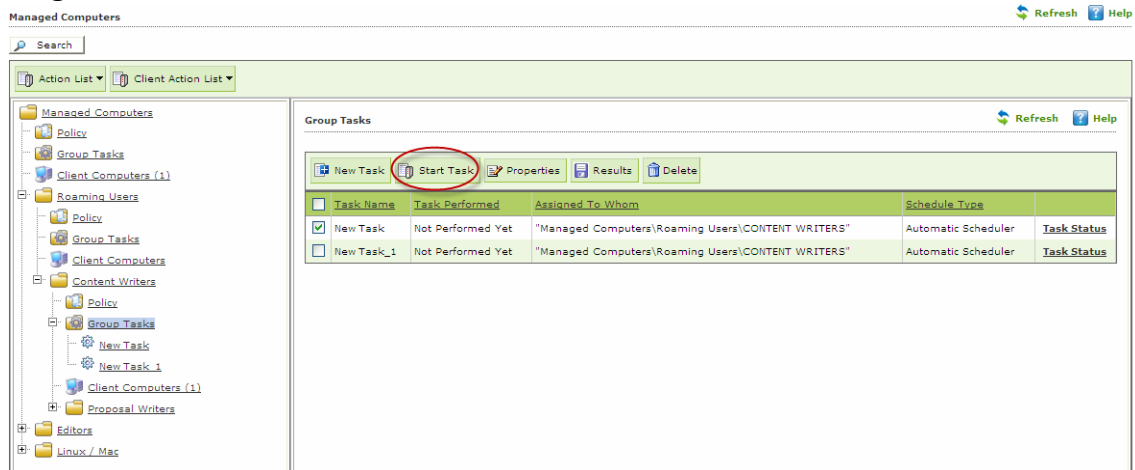 Managed Computers
Refresh Help
Search
Action List Client Action List
Managed Computers
Policy
Group Tasks
Client Computers (1)
Roaming Users
Policy
Group Tasks
Client Computers
Content Writers
Policy
Group Tasks
New Task
New Task_1
Client Computers (1)
Proposal Writers
Editors
Linux / Mac
Group Tasks
Refresh Help
New Task Start Task Properties Results Delete
Task Name Task Performed Assigned To Whom Schedule Type
New Task Not Performed Yet "Managed Computers\Roaming Users\CONTENT WRITERS" Automatic Scheduler Task Status
New Task_1 Not Performed Yet "Managed Computers\Roaming Users\CONTENT WRITERS" Automatic Scheduler Task Status